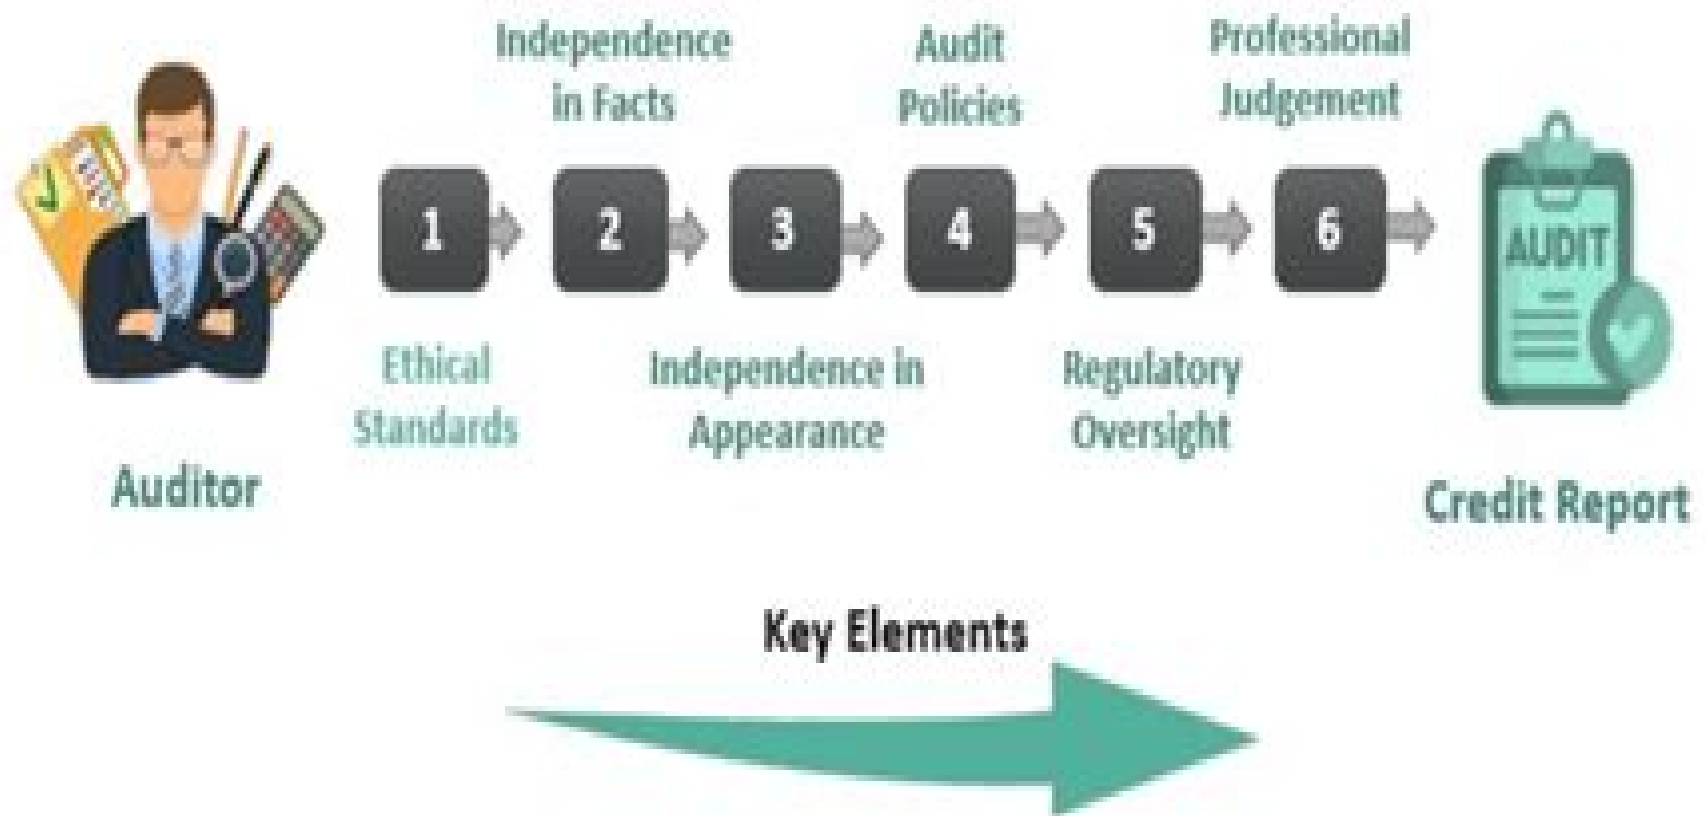 Independence
in Facts
Audit
Policies
Professional
Judgement
1
2
3
4
5
6
AUDIT
Ethical
Standards
Independence in
Appearance
Regulatory
Oversight
Auditor
Credit Report
Key Elements